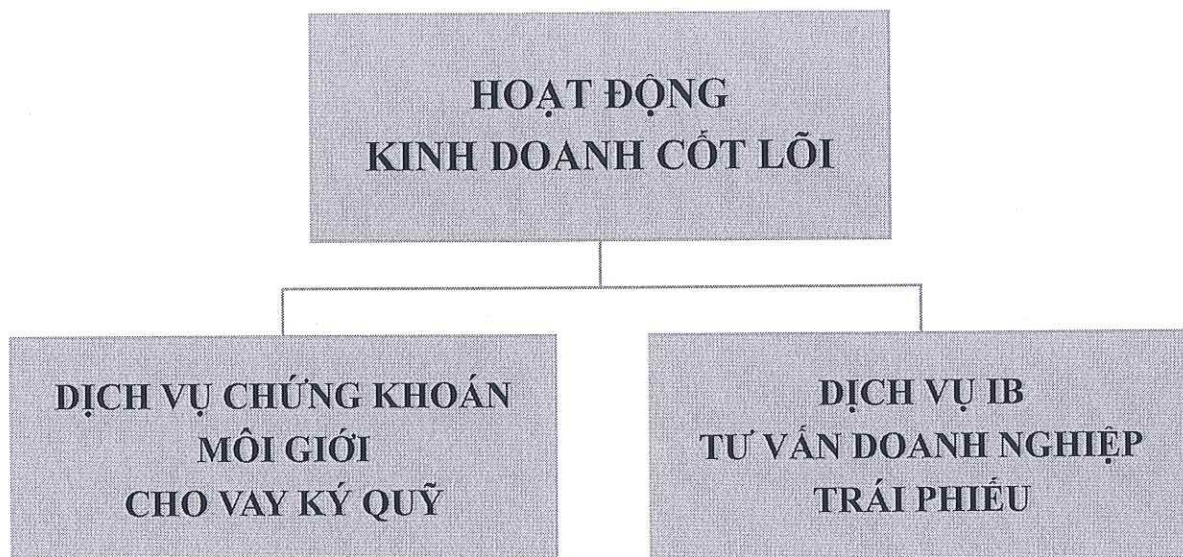 HOẠT ĐỘNG
KINH DOANH CỐT LÕI
DỊCH VỤ CHỨNG KHOÁN
MÔI GIỚI
CHO VAY KÝ QUỸ
DỊCH VỤ IB
TƯ VẤN DOANH NGHIỆP
TRÁI PHIẾU